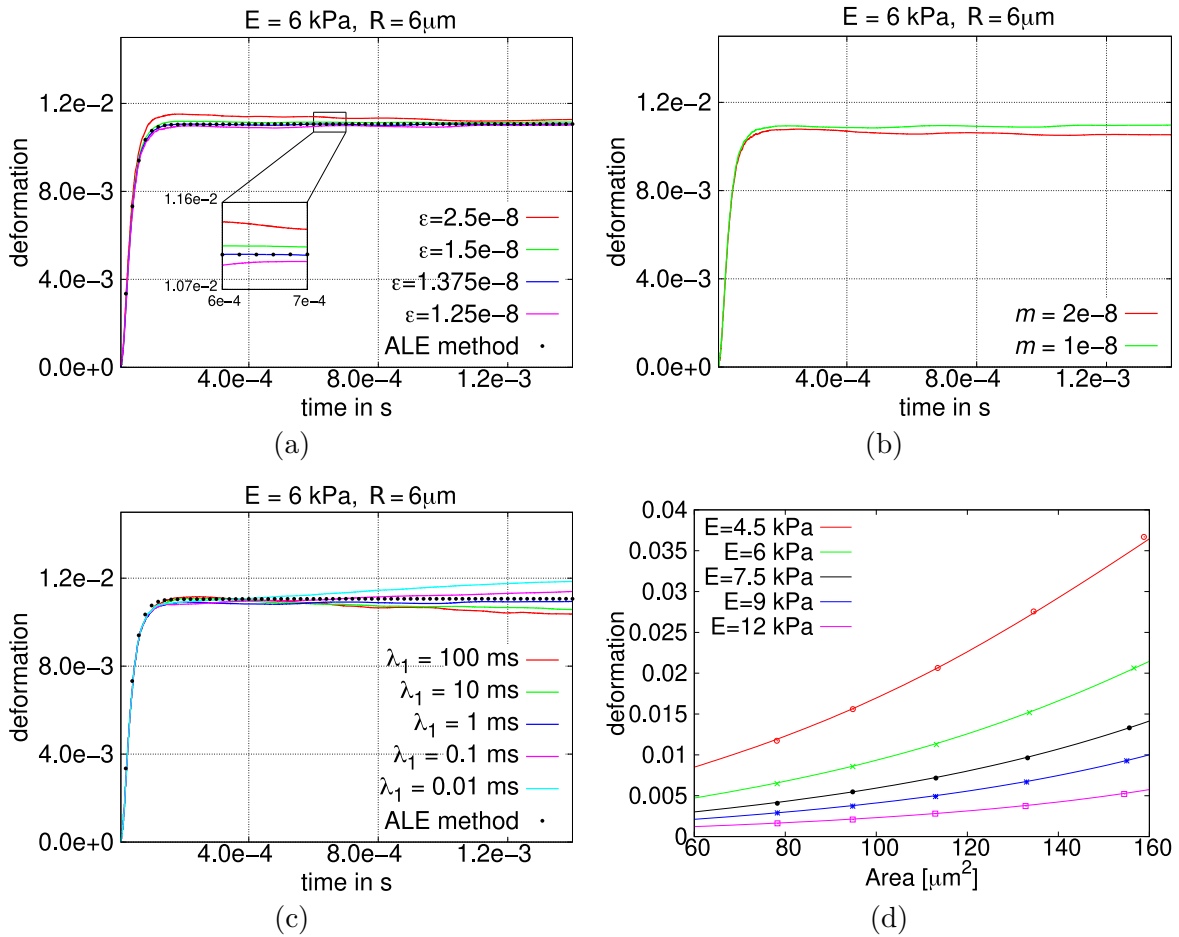 E = 6 kPa, R = 6μm
1.2e-2
8.0e-3
4.0e-3
0.0e+0
deformation
1.16e-2
1.07e-2
6e-4
7e-4
ε=2.5e-8
ε=1.5e-8
ε=1.375e-8
ε=1.25e-8
ALE method
4.0e-4
8.0e-4
1.2e-3
time in s
(a)
E = 6 kPa, R = 6μm
1.2e-2
8.0e-3
4.0e-3
0.0e+0
deformation
m = 2e-8
m = 1e-8
4.0e-4
8.0e-4
1.2e-3
time in s
(b)
E = 6 kPa, R = 6μm
1.2e-2
8.0e-3
4.0e-3
0.0e+0
deformation
λ1 = 100 ms
λ1 = 10 ms
λ1 = 1 ms
λ1 = 0.1 ms
λ1 = 0.01 ms
ALE method
4.0e-4
8.0e-4
1.2e-3
time in s
(c)
0.04
0.035
0.03
0.025
0.02
0.015
0.01
0.005
0
deformation
E=4.5 kPa
E=6 kPa
E=7.5 kPa
E=9 kPa
E=12 kPa
60
80
100
120
140
160
Area [μm²]
(d)